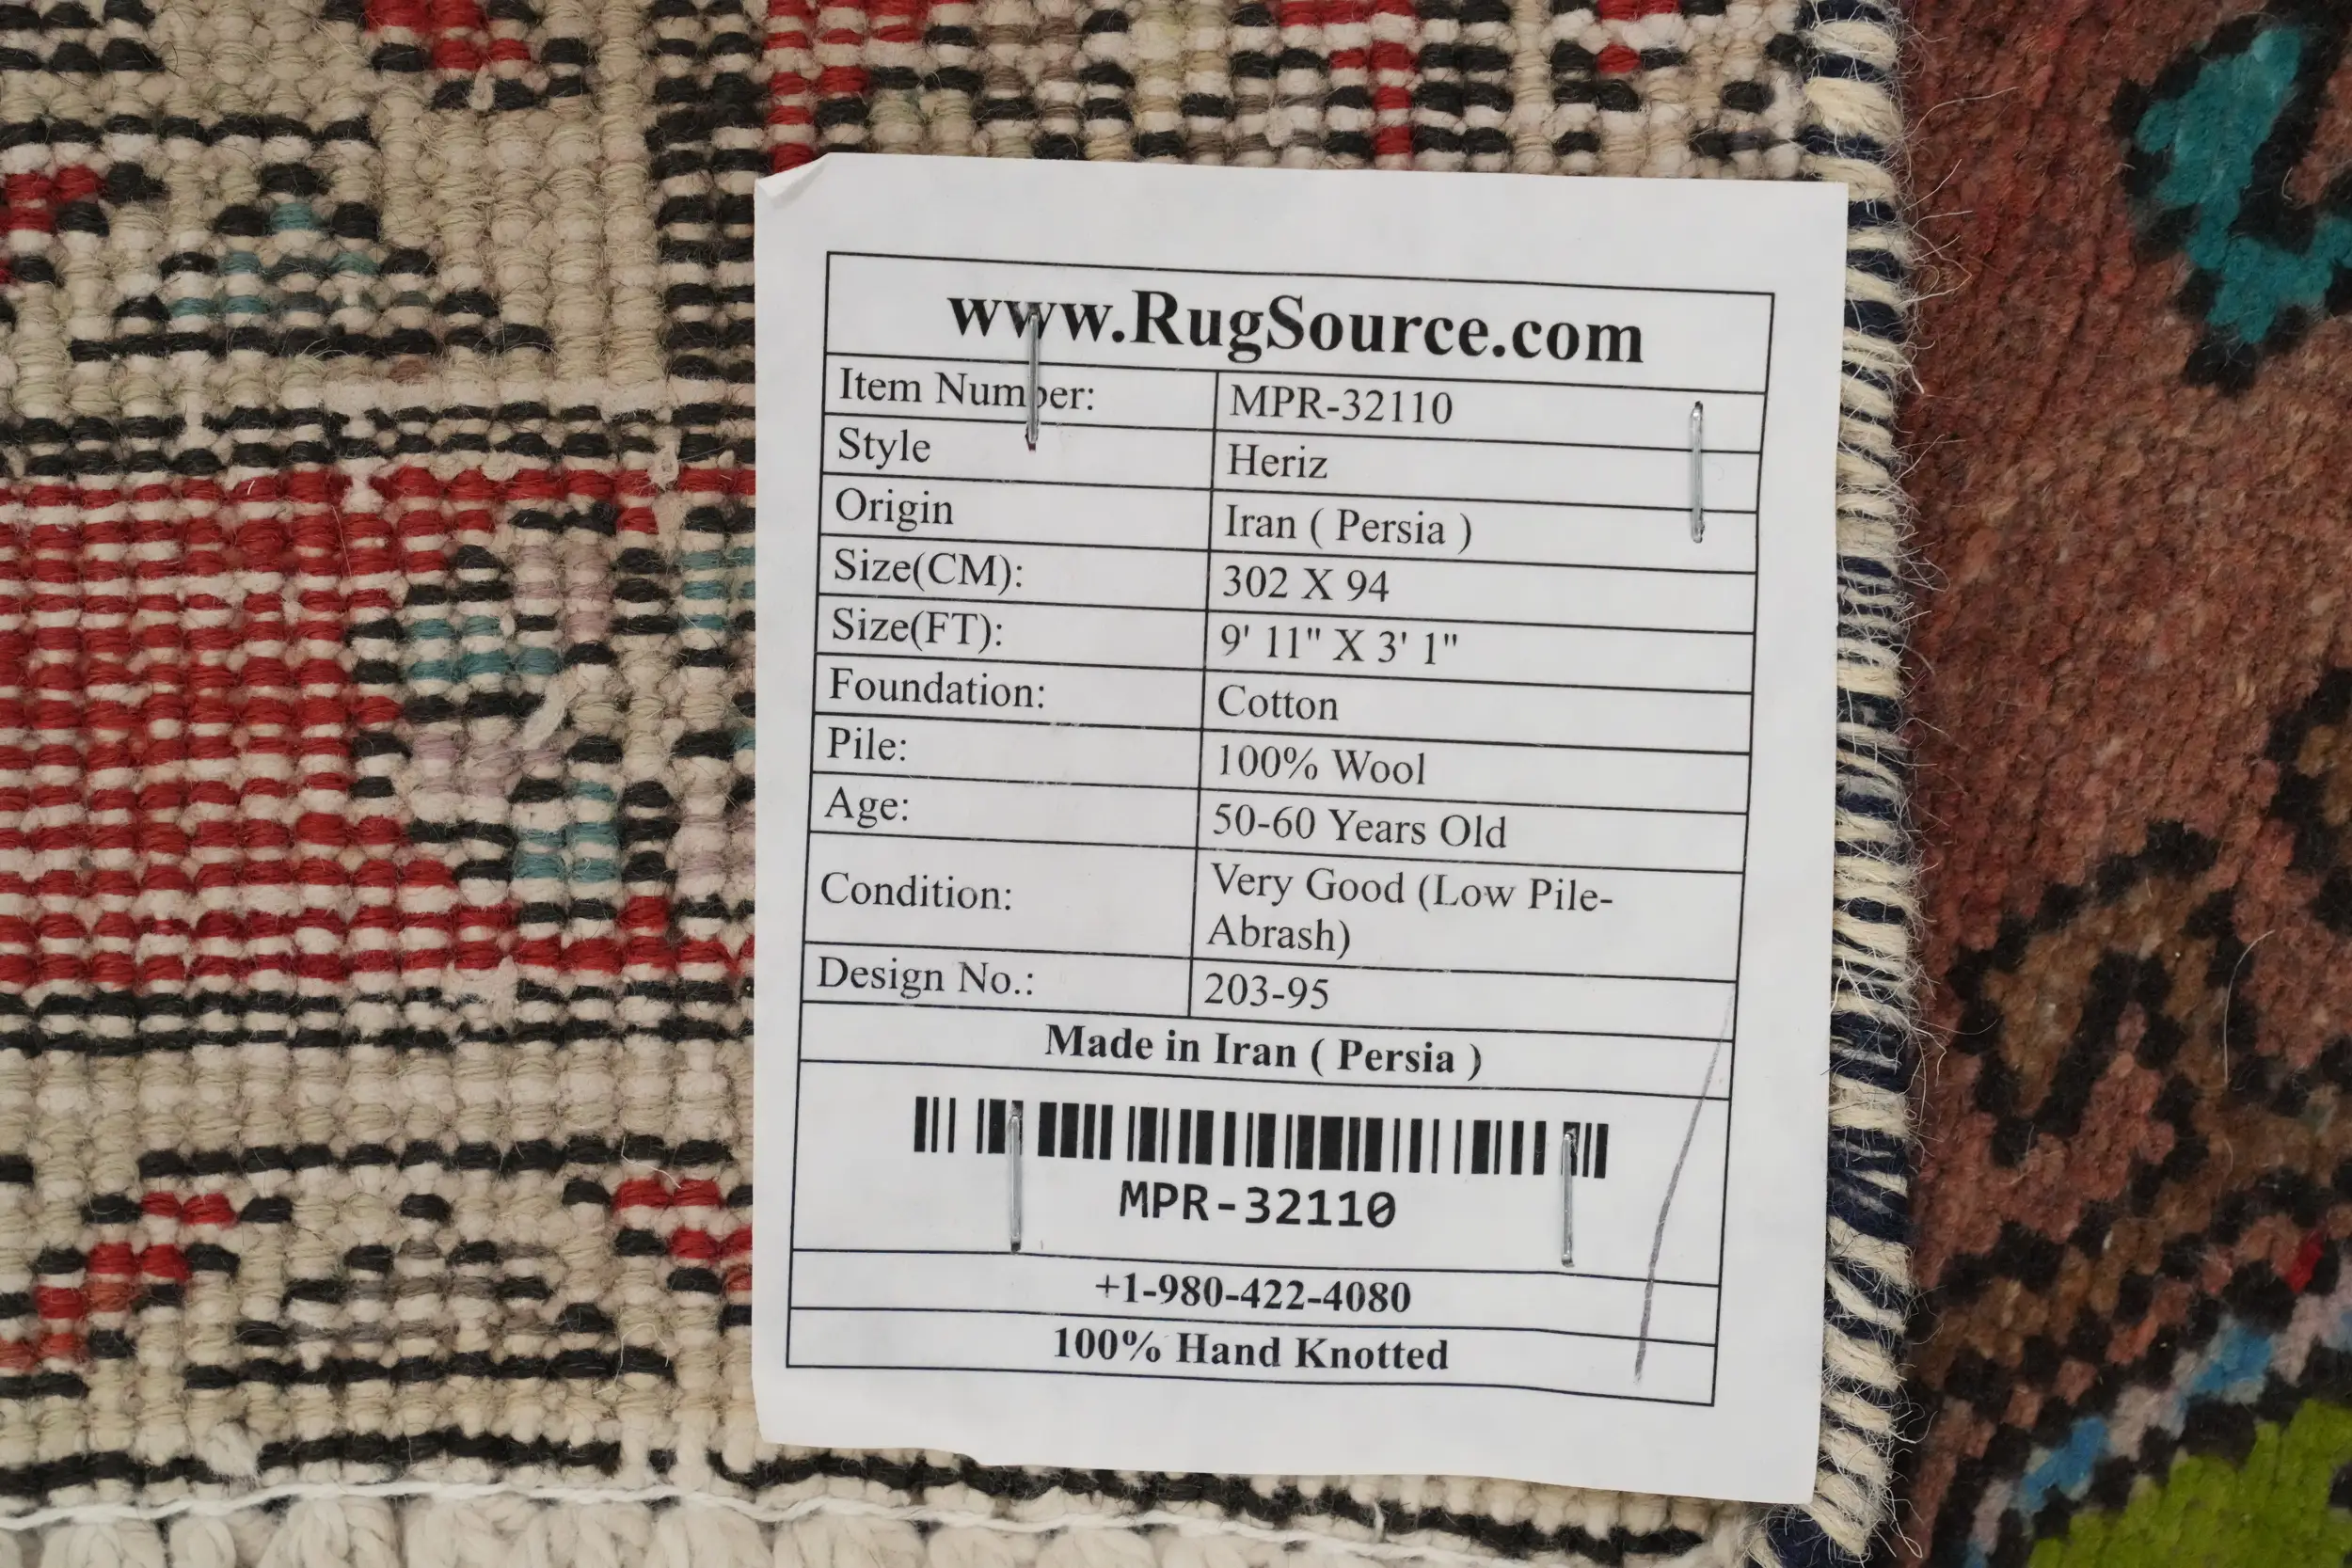 www.RugSource.com
Item Number: MPR-32110
Style Heriz
Origin Iran ( Persia )
Size(CM): 302 X 94
Size(FT): 9' 11" X 3' 1"
Foundation: Cotton
Pile: 100% Wool
Age: 50-60 Years Old
Condition: Very Good (Low Pile-
Abrash)
Design No.: 203-95
Made in Iran ( Persia )
MPR-32110
+1-980-422-4080
100% Hand Knotted